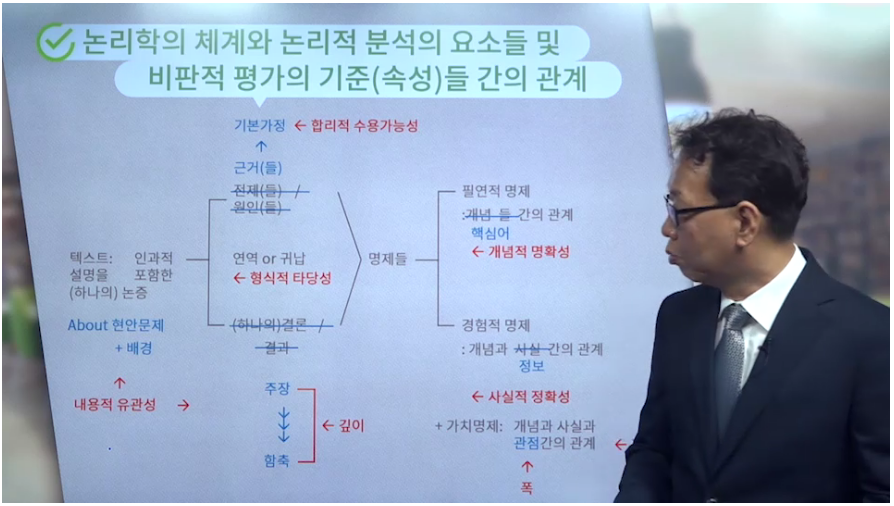 논리학의 체계와 논리적 분석의 요소들 및
비판적 평가의 기준(속성)들 간의 관계
기본가정 ← 합리적 수용가능성
↑
근거(들)
전제(들) /
원인(들)
텍스트: 인과적
설명을 포함한
(하나의) 논증
About 현안문제
+ 배경
↑
내용적 유관성 →
연역 or 귀납
← 형식적 타당성
(하나의)결론 /
결과
주장
← 깊이
함축
명제들
필연적 명제
:개념 들 간의 관계
핵심어
← 개념적 명확성
경험적 명제
: 개념과 사실 간의 관계
정보
← 사실적 정확성
+ 가치명제: 개념과 사실과
관점간의 관계 ←
↑
폭